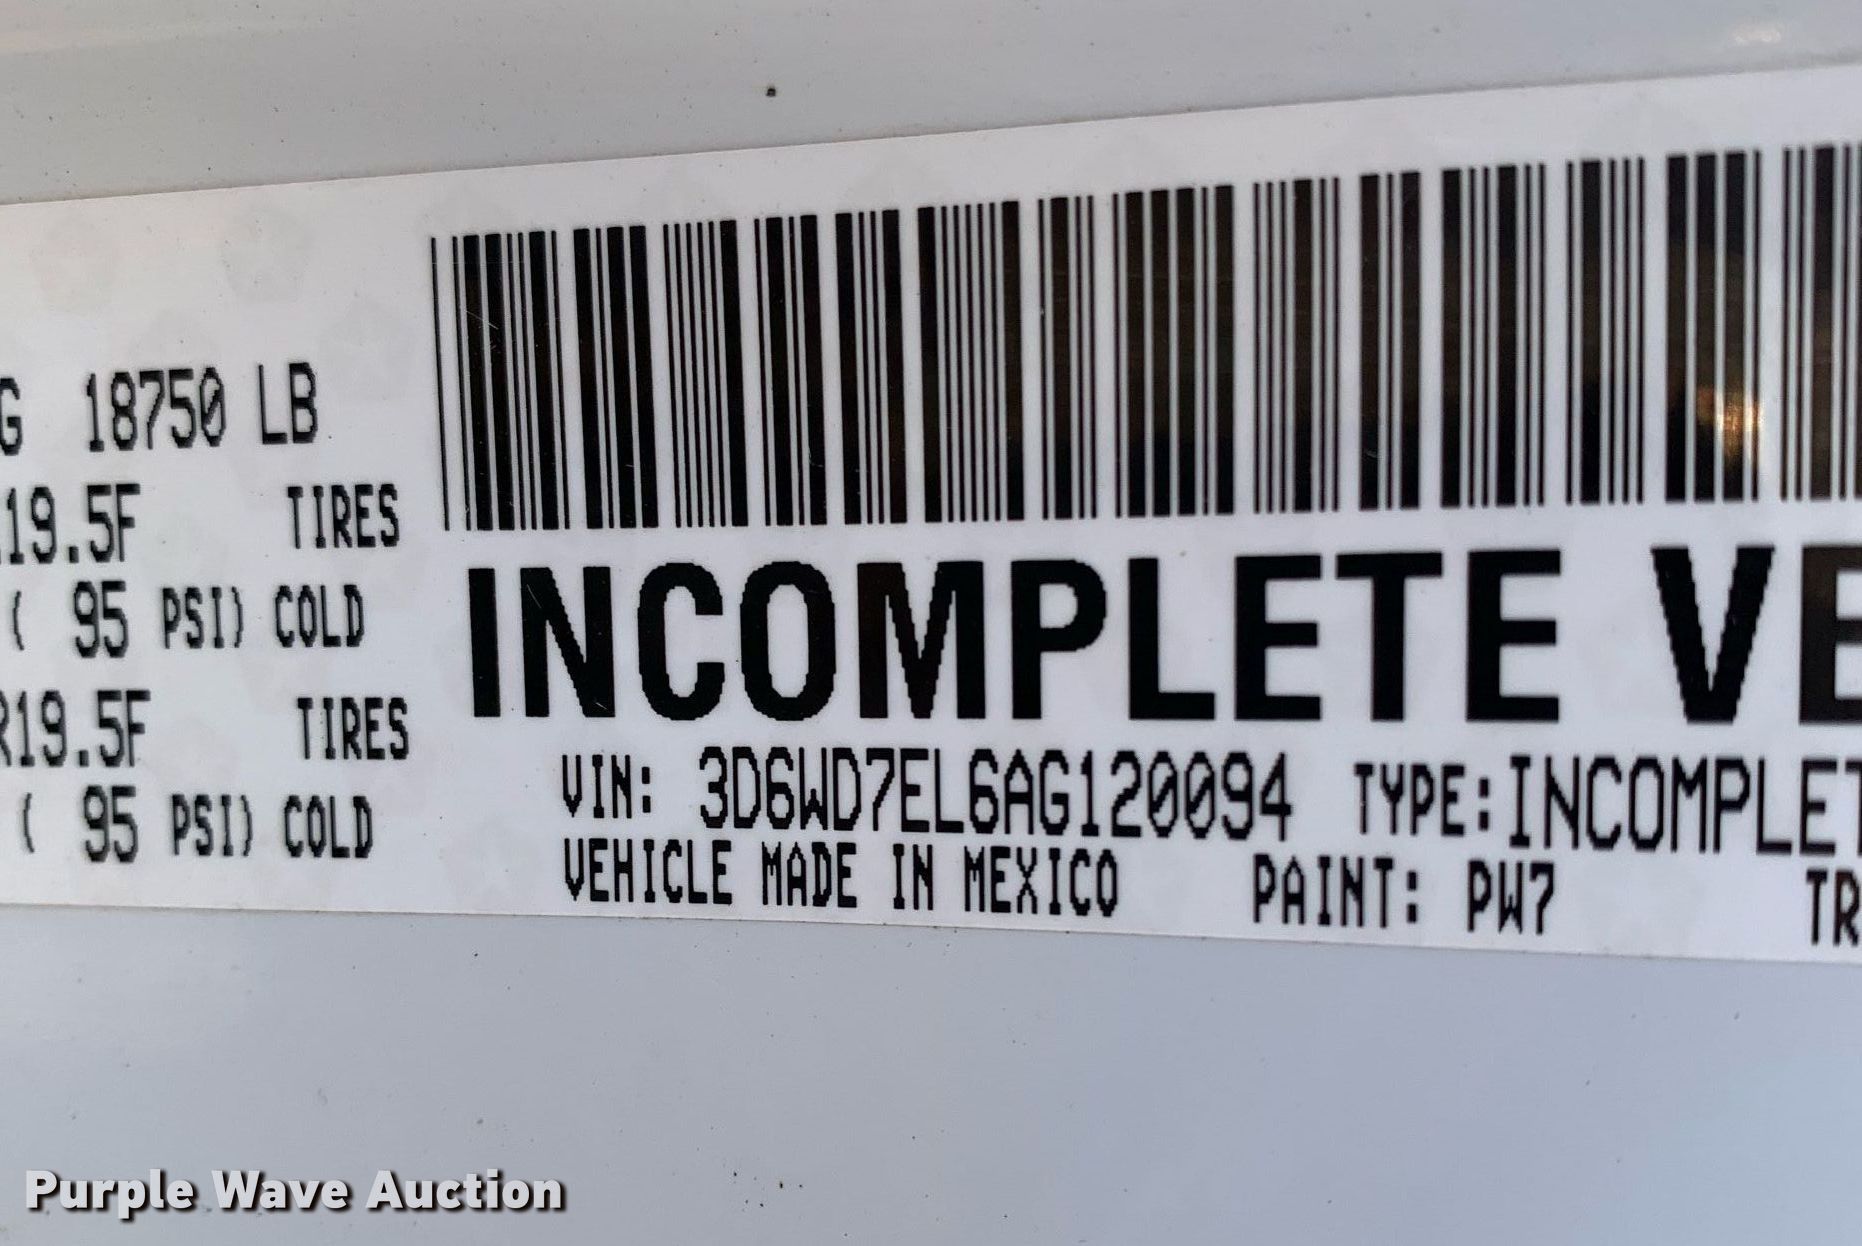 G 18750 LB
19.5F TIRES
( 95 PSI) COLD
R19.5F TIRES
( 95 PSI) COLD
INCOMPLETE VE
VIN: 3D6WD7EL6AG120094 TYPE:INCOMPLET
VEHICLE MADE IN MEXICO PAINT: PW7 TR
Purple Wave Auction